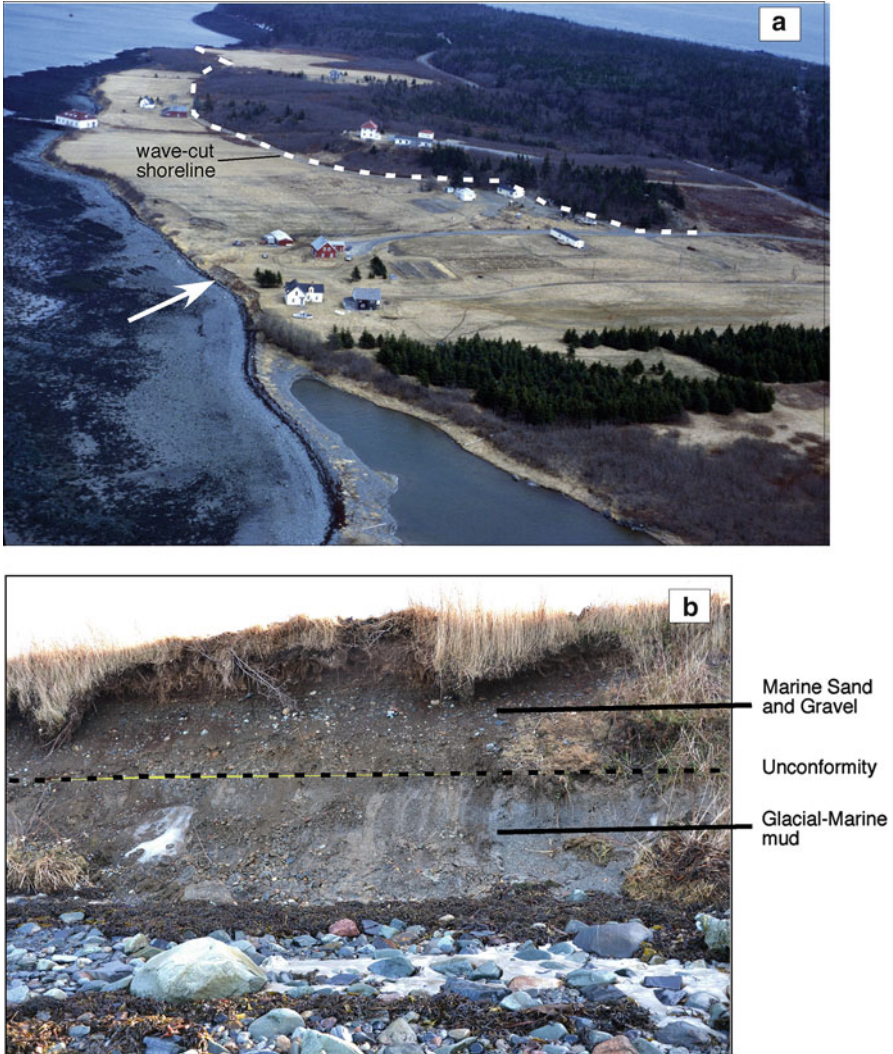 a
wave-cut
shoreline
b
Marine Sand
and Gravel
Unconformity
Glacial-Marine
mud